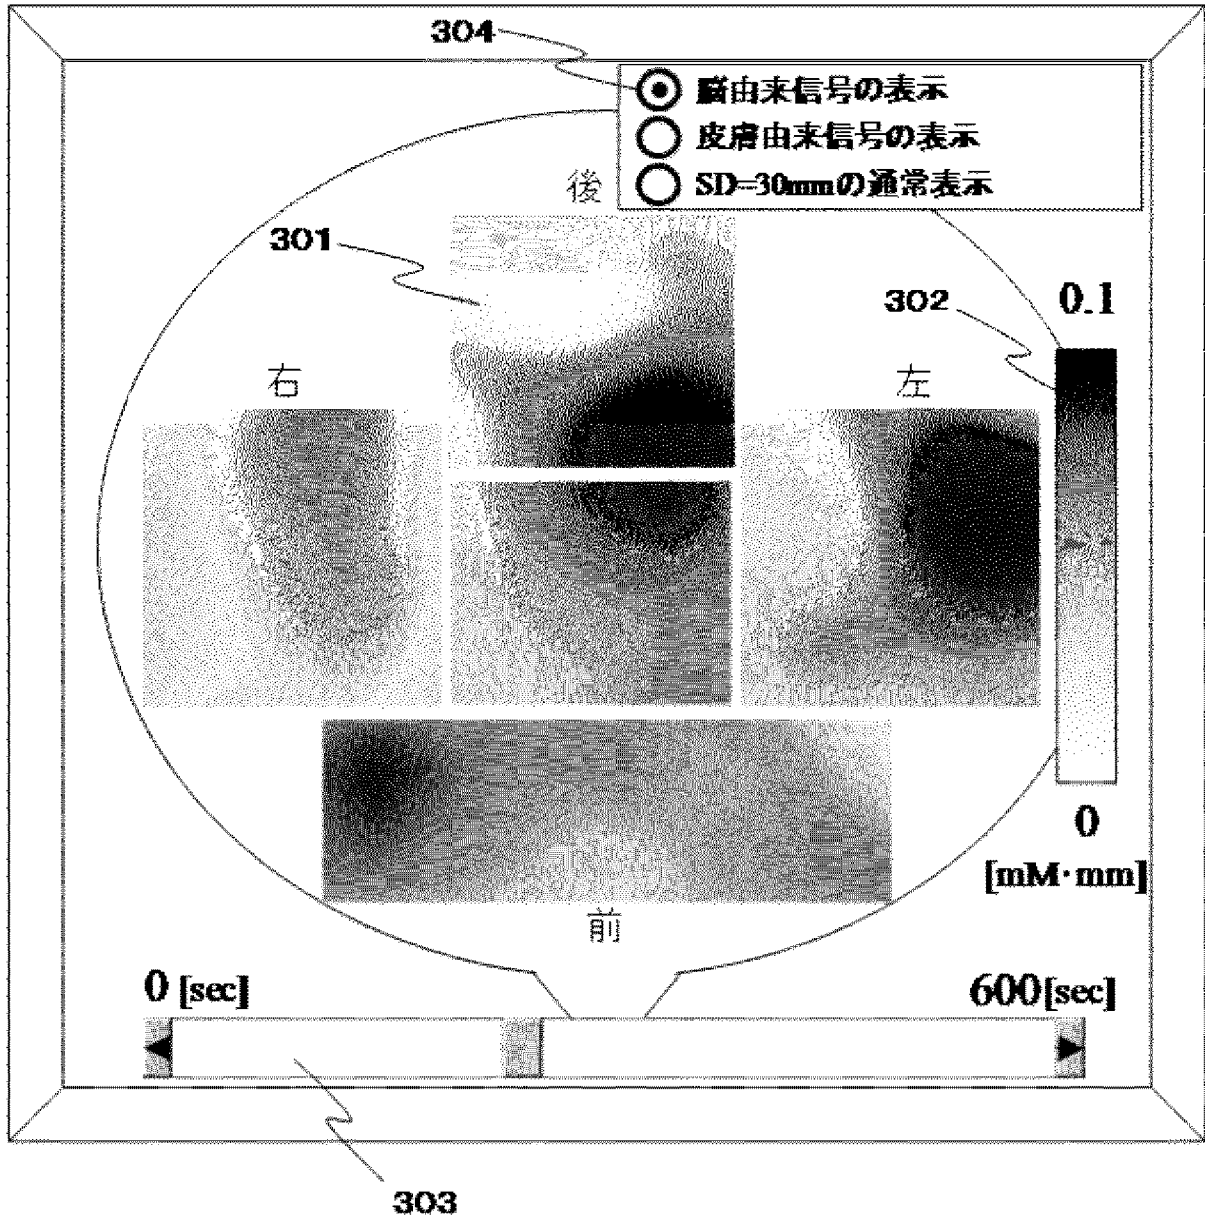 304
脳由来信号の表示
皮膚由来信号の表示
SD=30mmの通常表示
後
301
302
0.1
右
左
0
[mM·mm]
前
0 [sec]
600[sec]
303